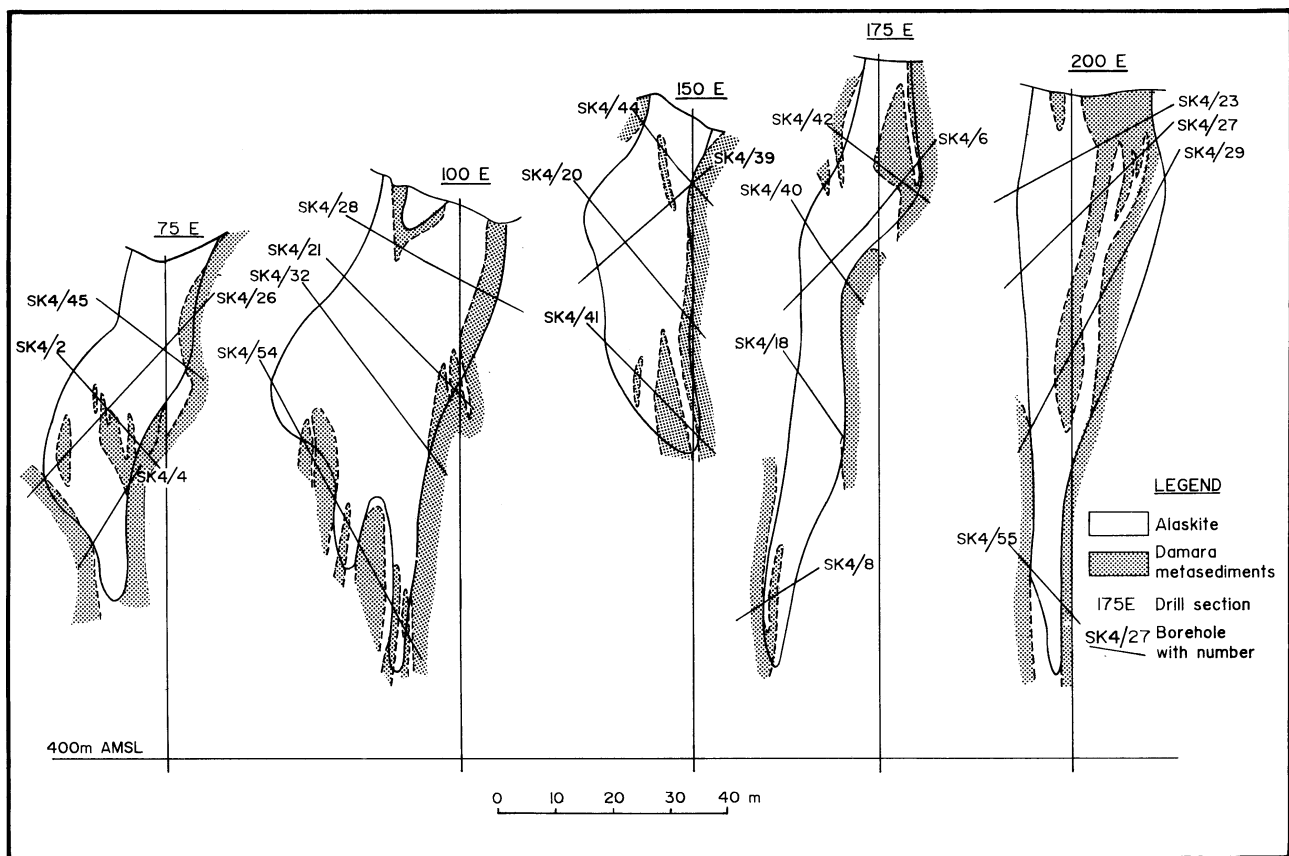 175 E
200 E
150 E
100 E
75 E
SK4/44
SK4/39
SK4/20
SK4/41
SK4/42
SK4/6
SK4/40
SK4/18
SK4/8
SK4/23
SK4/27
SK4/29
SK4/55
SK4/28
SK4/21
SK4/32
SK4/54
SK4/45
SK4/26
SK4/2
SK4/4
LEGEND
Alaskite
Damara
metasediments
175E Drill section
SK4/27 Borehole
with number
400m AMSL
0 10 20 30 40 m